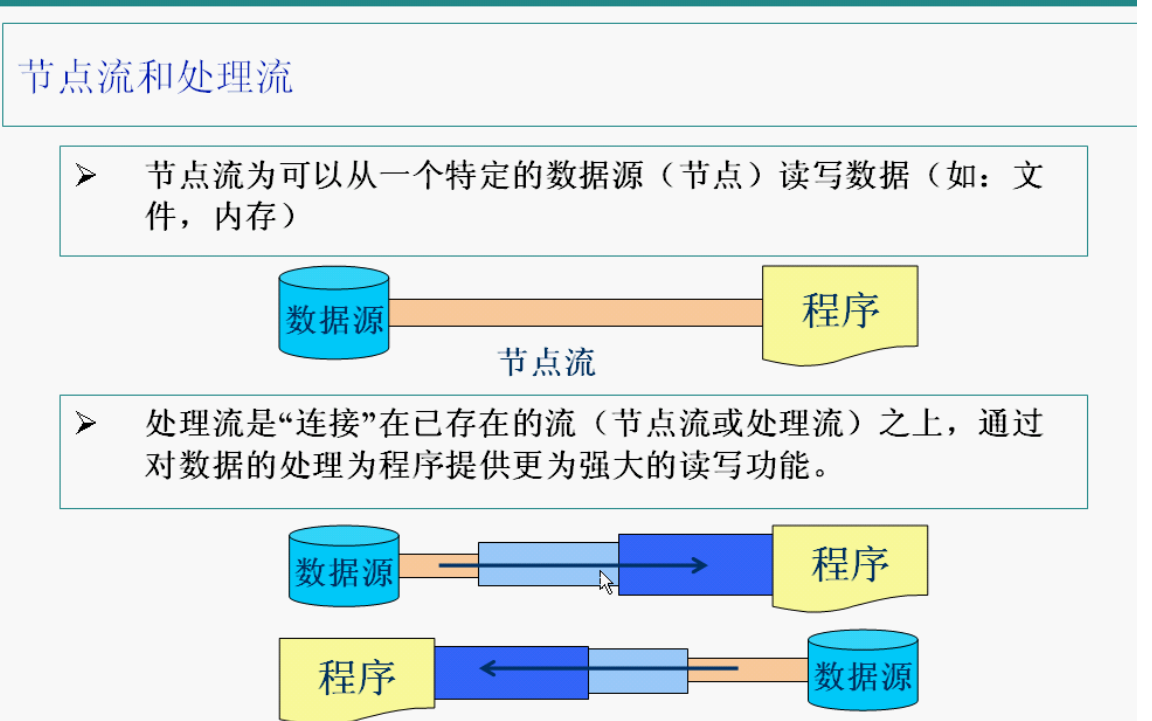 节点流和处理流
节点流为可以从一个特定的数据源（节点）读写数据（如：文
件，内存）
数据源
程序
节点流
处理流是“连接”在已存在的流（节点流或处理流）之上，通过
对数据的处理为程序提供更为强大的读写功能。
数据源
程序
程序
数据源